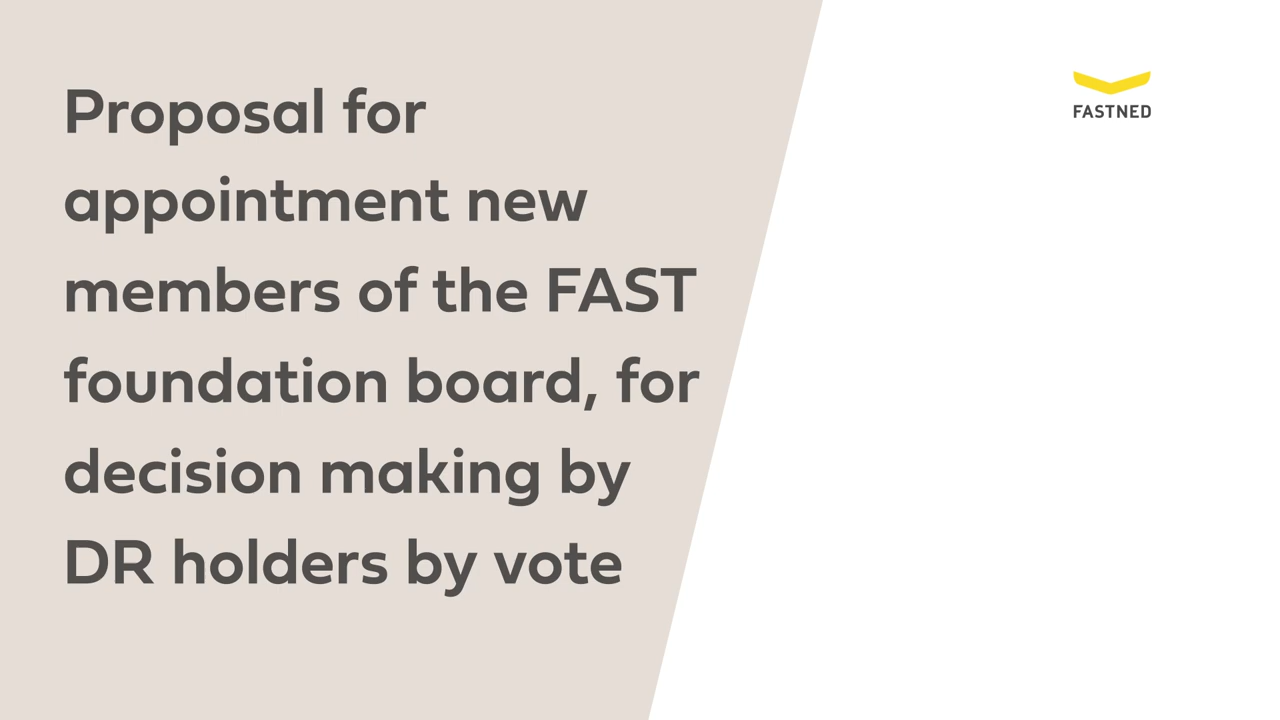 Proposal for
appointment new
members of the FAST
foundation board, for
decision making by
DR holders by vote
FASTNED